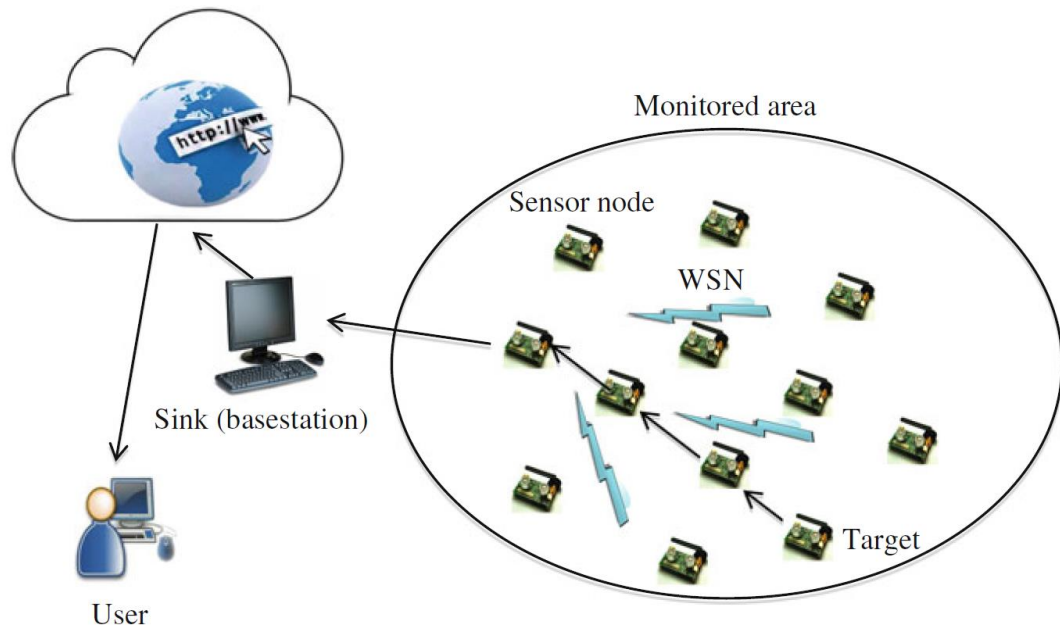 http://www.
Monitored area
Sensor node
WSN
Sink (basestation)
Target
User